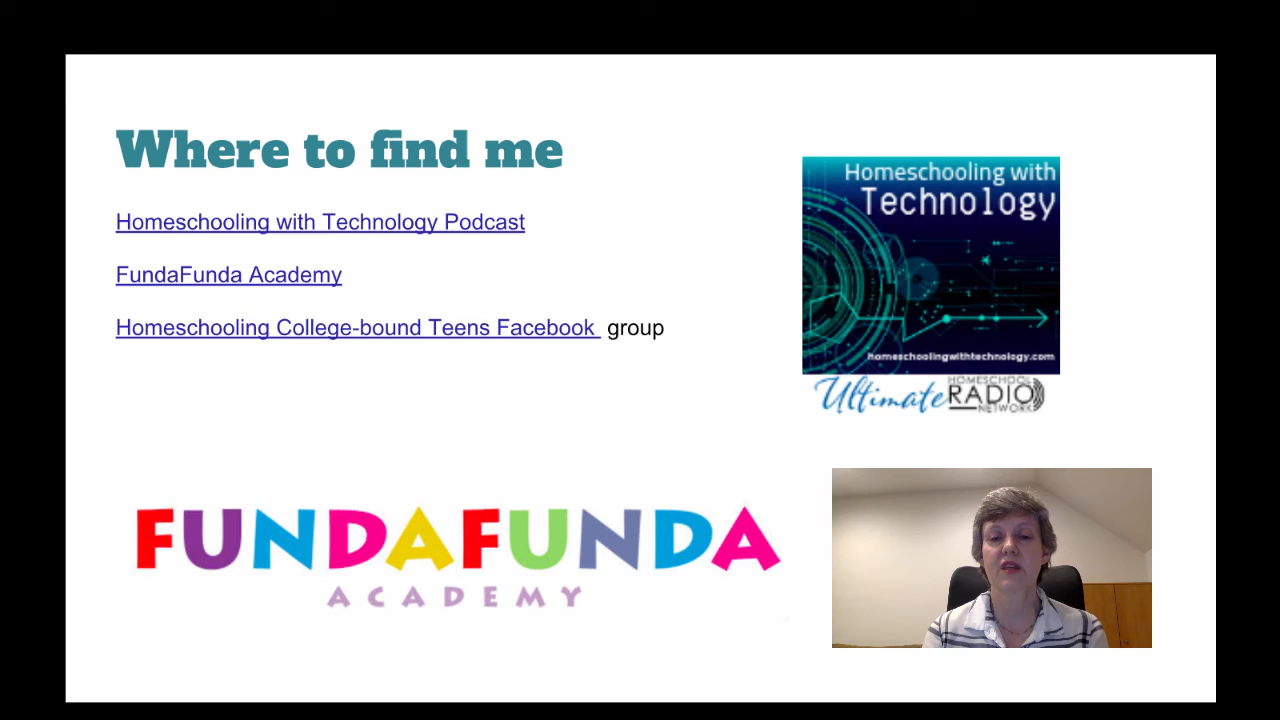 Where to find me
Homeschooling with Technology Podcast
FundaFunda Academy
Homeschooling College-bound Teens Facebook group
Homeschooling with
Technology
homeschoolingwithtechnology.com
Ultimate HOMESCHOOL
RADIO
NETWORK
FUNDAFUNDA
ACADEMY